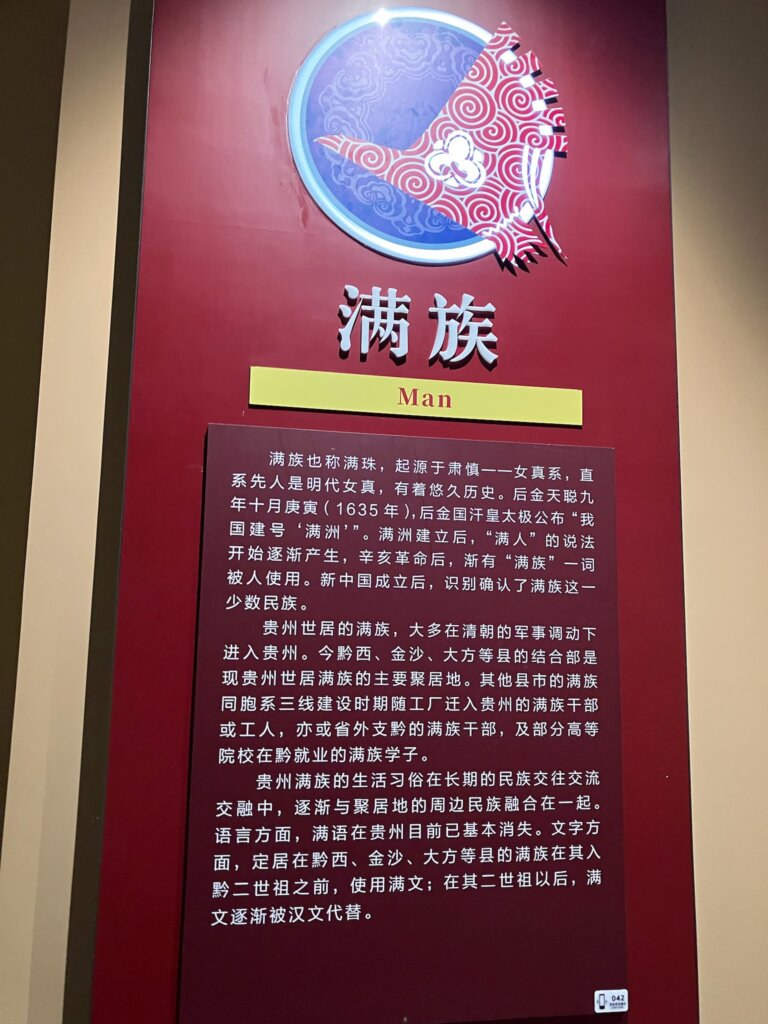 满族
Man
满族也称满珠，起源于肃慎——女真系，直
系先人是明代女真，有着悠久历史。后金天聪九
年十月庚寅（1635 年），后金国汗皇太极公布“我
国建号‘满洲’”。满洲建立后，“满人”的说法
开始逐渐产生，辛亥革命后，渐有“满族”一词
被人使用。新中国成立后，识别确认了满族这一
少数民族。
贵州世居的满族，大多在清朝的军事调动下
进入贵州。今黔西、金沙、大方等县的结合部是
现贵州世居满族的主要聚居地。其他县市的满族
同胞系三线建设时期随工厂迁入贵州的满族干部
或工人，亦或省外支黔的满族干部，及部分高等
院校在黔就业的满族学子。
贵州满族的生活习俗在长期的民族交往交流
交融中，逐渐与聚居地的周边民族融合在一起。
语言方面，满语在贵州目前已基本消失。文字方
面，定居在黔西、金沙、大方等县的满族在其入
黔二世祖之前，使用满文；在其二世祖以后，满
文逐渐被汉文代替。
042